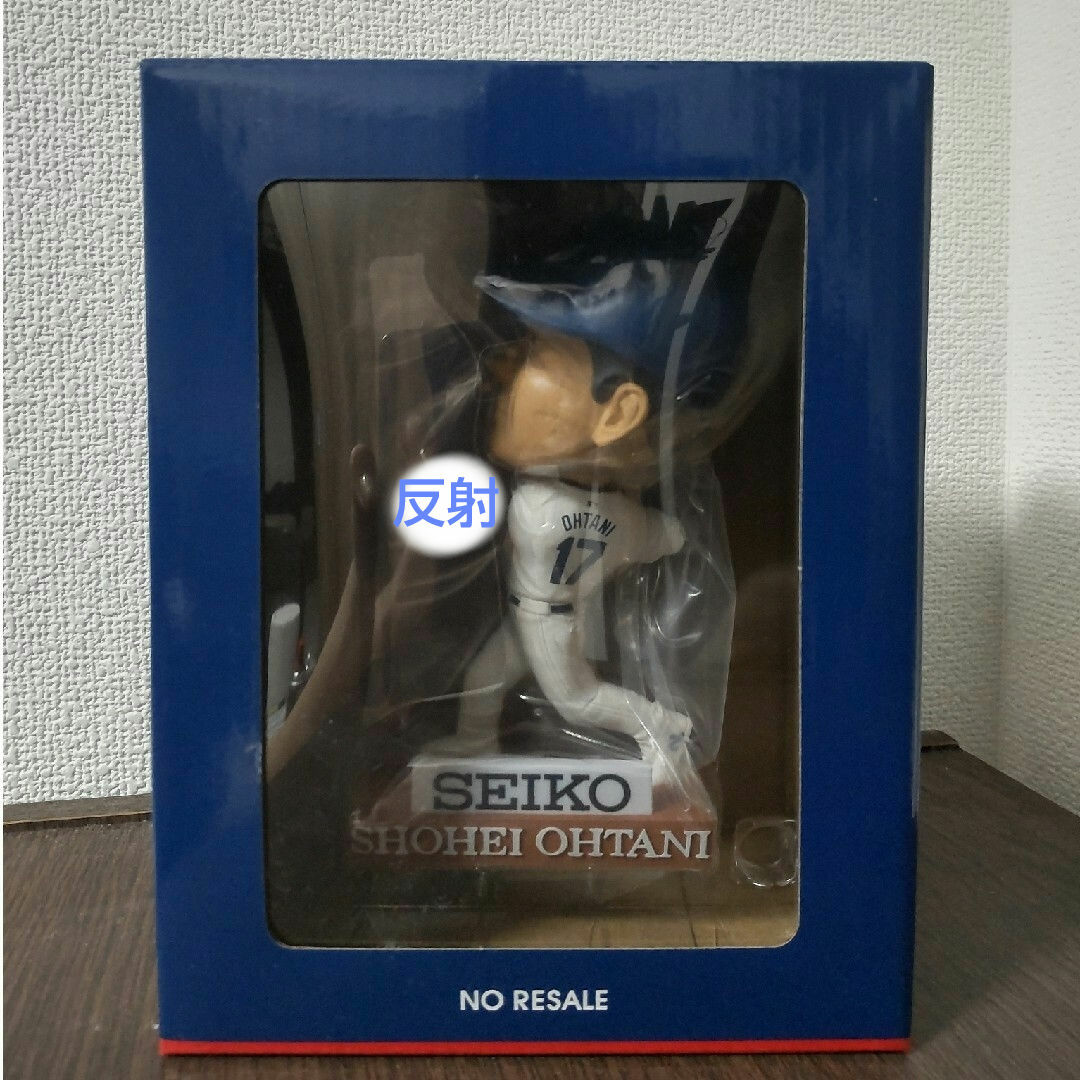 反射
OHTANI
17
SEIKO
SHOHEI OHTANI
NO RESALE